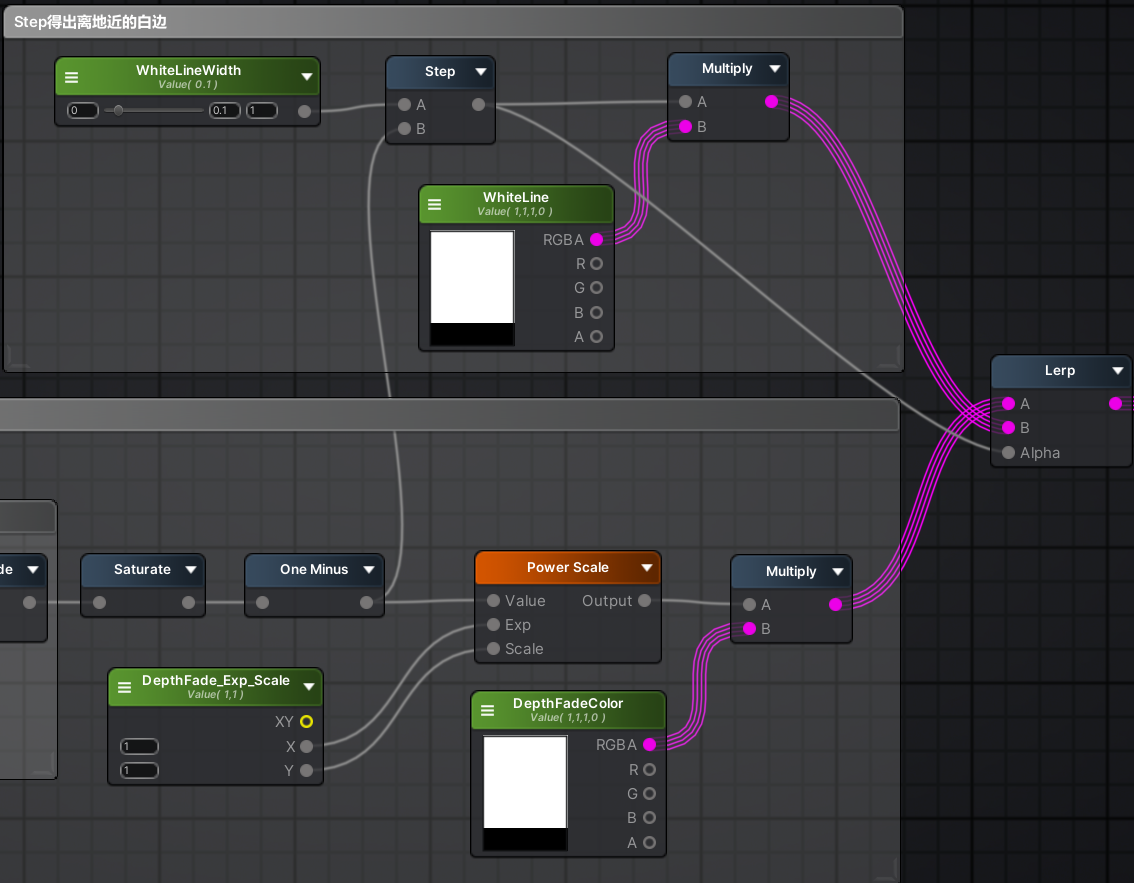 Step得出离地近的白边
WhiteLineWidth
Value( 0.1 )
0
0.1
1
Step
A
B
Multiply
A
B
WhiteLine
Value( 1,1,1,0 )
RGBA
R
G
B
A
Lerp
A
B
Alpha
de
Saturate
One Minus
Power Scale
Value
Output
Exp
Scale
Multiply
A
B
DepthFade_Exp_Scale
Value( 1,1 )
XY
1
X
1
Y
DepthFadeColor
Value( 1,1,1,0 )
RGBA
R
G
B
A